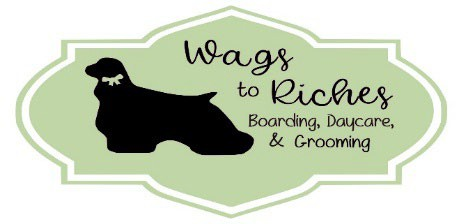 Wags
to Riches
Boarding, Daycare,
& Grooming